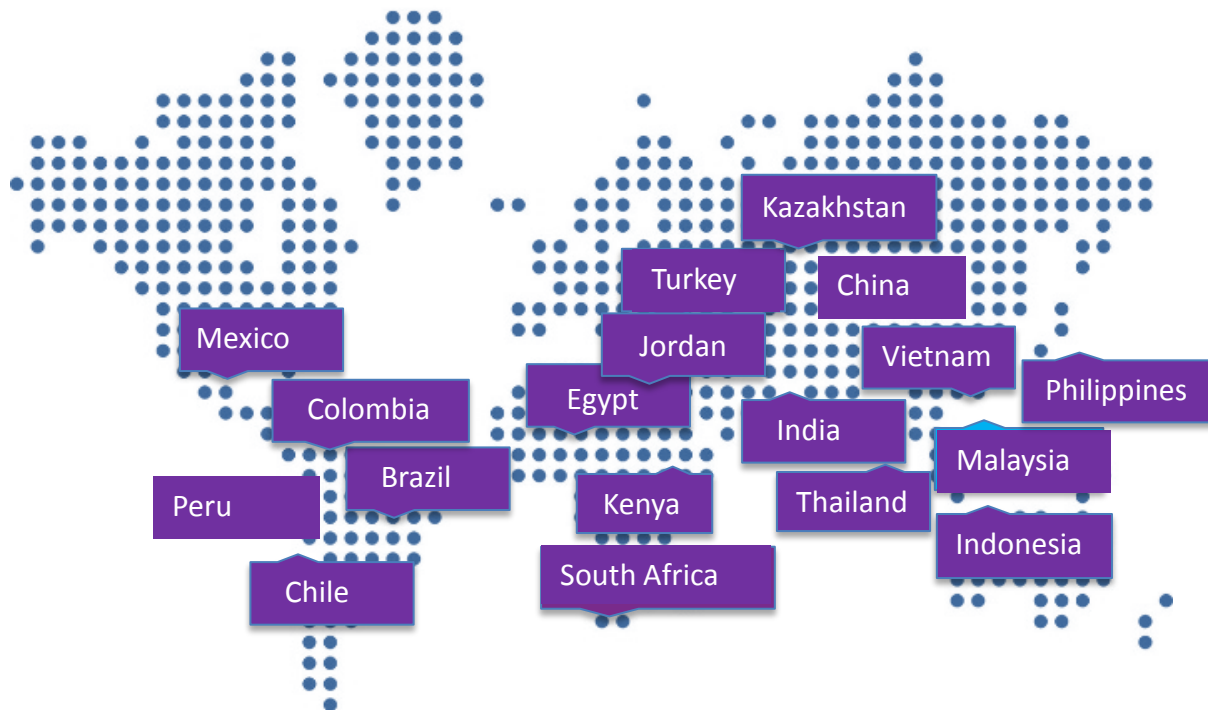 Kazakhstan
Turkey
China
Mexico
Jordan
Vietnam
Philippines
Colombia
Egypt
India
Malaysia
Brazil
Peru
Kenya
Thailand
Indonesia
South Africa
Chile